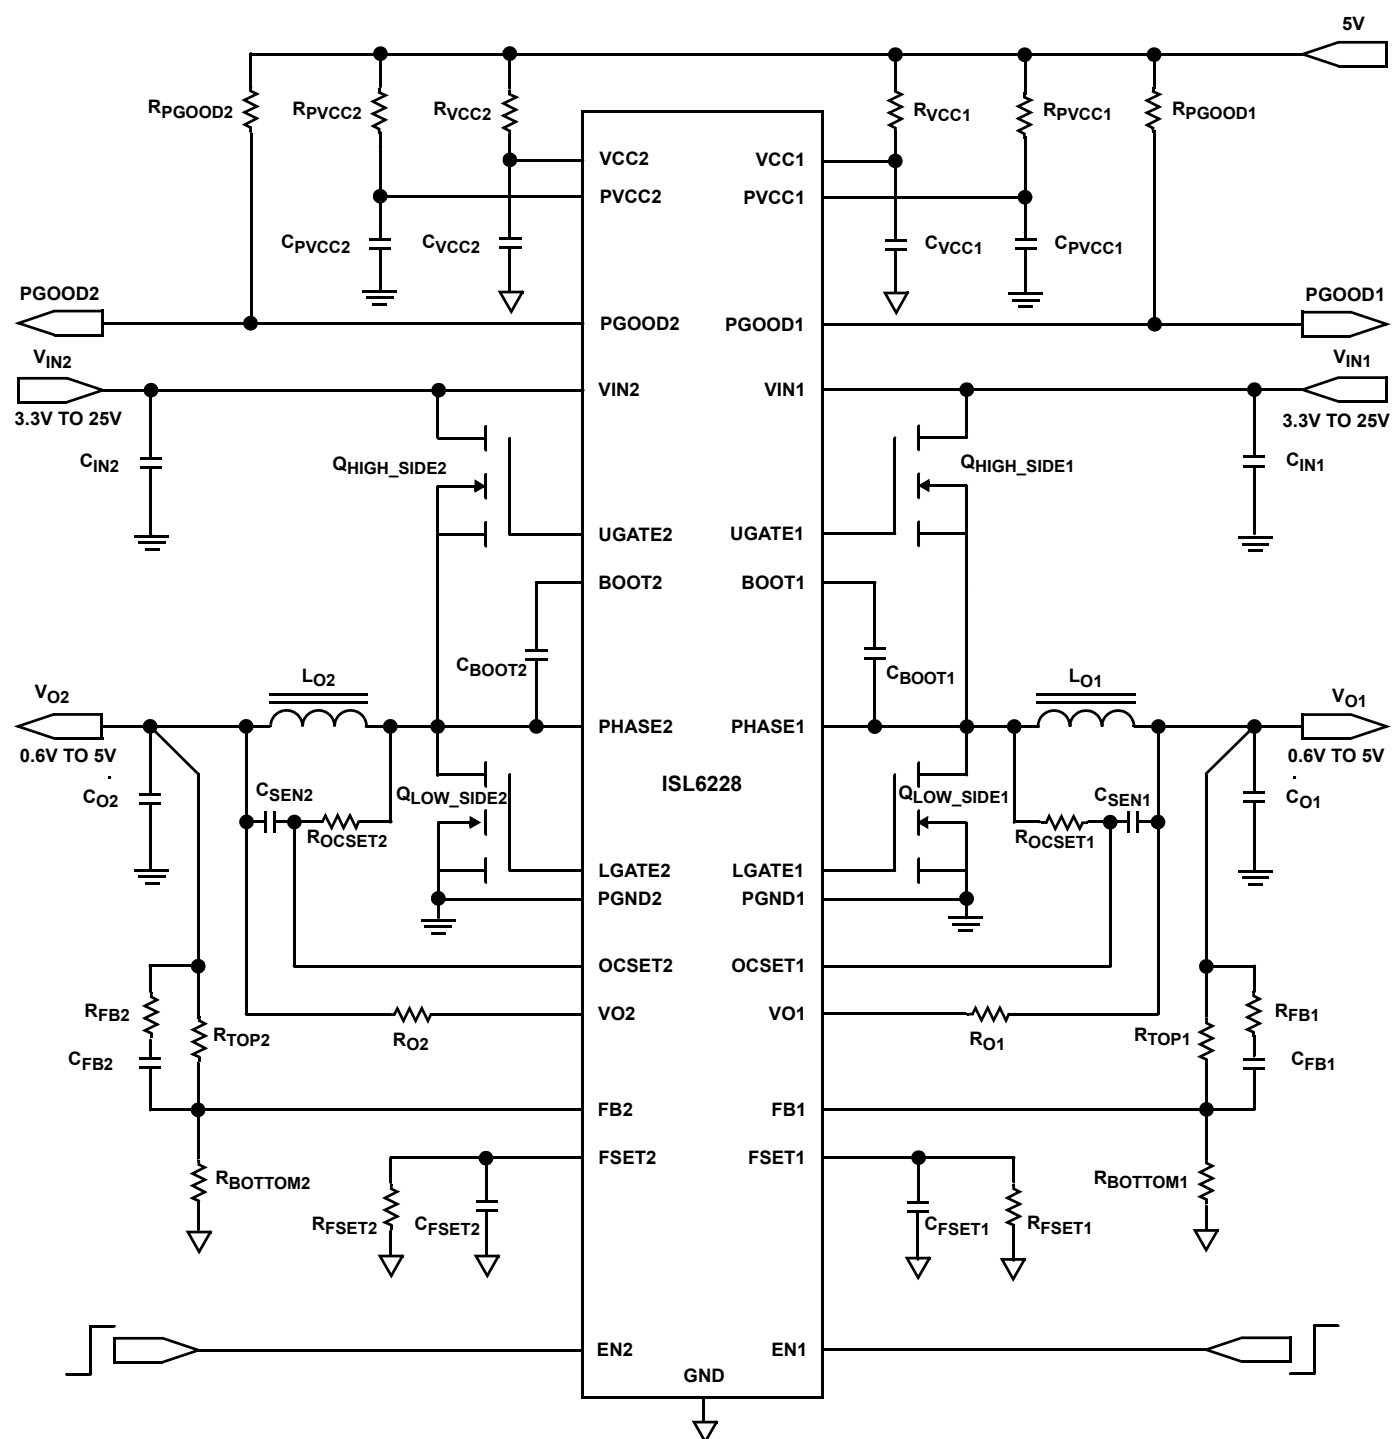 5V
RPGOOD2
RPVCC2
RVCC2
RVCC1
RPVCC1
RPGOOD1
VCC2
VCC1
PVCC2
PVCC1
CPVCC2
CVCC2
CVCC1
CPVCC1
PGOOD2
PGOOD1
PGOOD2
PGOOD1
VIN2
VIN1
VIN2
VIN1
3.3V TO 25V
3.3V TO 25V
CIN2
QHIGH_SIDE2
QHIGH_SIDE1
CIN1
UGATE2
UGATE1
BOOT2
BOOT1
CBOOT2
CBOOT1
LO2
LO1
VO2
VO1
PHASE2
PHASE1
0.6V TO 5V
0.6V TO 5V
ISL6228
CO2
CSEN2
QLOW_SIDE2
QLOW_SIDE1
CSEN1
CO1
ROCSET2
ROCSET1
LGATE2
LGATE1
PGND2
PGND1
OCSET2
OCSET1
RFB2
RTOP2
RO2
VO2
VO1
RO1
RTOP1
RFB1
CFB2
CFB1
FB2
FB1
FSET2
FSET1
RBOTTOM2
RBOTTOM1
RFSET2
CFSET2
CFSET1
RFSET1
EN2
EN1
GND